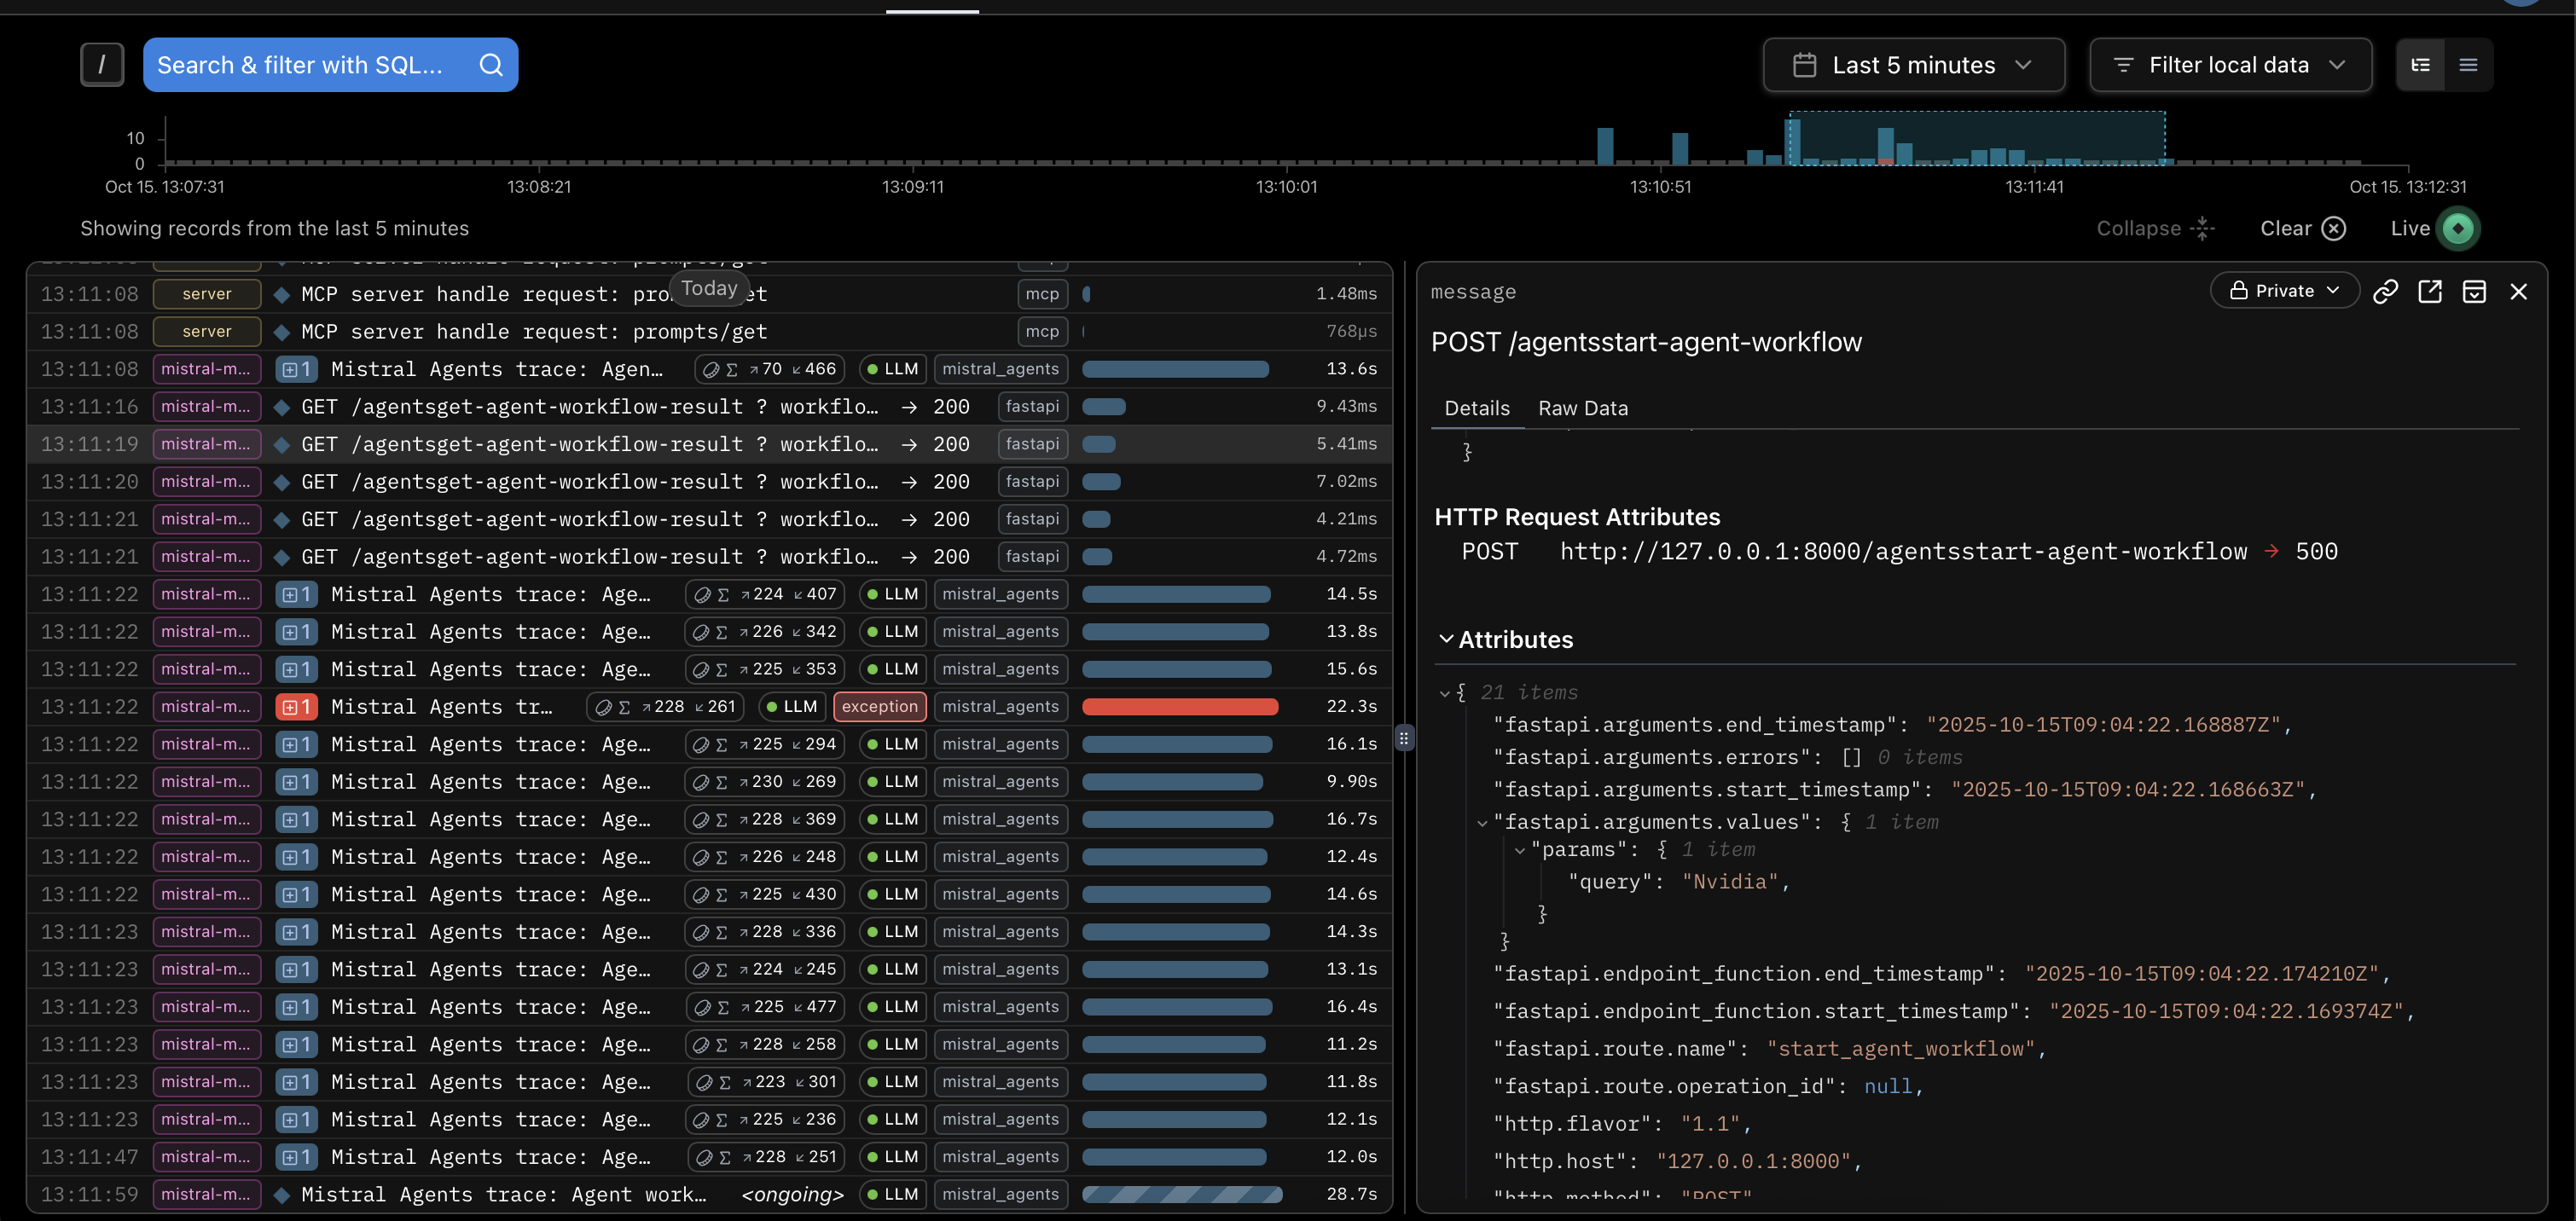 / Search & filter with SQL... Last 5 minutes Filter local data
10
0
Oct 15, 13:07:31 13:08:21 13:09:11 13:10:01 13:10:51 13:11:41 Oct 15, 13:12:31
Showing records from the last 5 minutes Collapse Clear Live
Today
13:11:08 server MCP server handle request: pro et mcp 1.48ms
13:11:08 server MCP server handle request: prompts/get mcp 768µs
13:11:08 mistral-m... 1 Mistral Agents trace: Agen... Σ ↗70 ↙466 LLM mistral_agents 13.6s
13:11:16 mistral-m... GET /agentsget-agent-workflow-result ? workflo... → 200 fastapi 9.43ms
13:11:19 mistral-m... GET /agentsget-agent-workflow-result ? workflo... → 200 fastapi 5.41ms
13:11:20 mistral-m... GET /agentsget-agent-workflow-result ? workflo... → 200 fastapi 7.02ms
13:11:21 mistral-m... GET /agentsget-agent-workflow-result ? workflo... → 200 fastapi 4.21ms
13:11:21 mistral-m... GET /agentsget-agent-workflow-result ? workflo... → 200 fastapi 4.72ms
13:11:22 mistral-m... 1 Mistral Agents trace: Age... Σ ↗224 ↙407 LLM mistral_agents 14.5s
13:11:22 mistral-m... 1 Mistral Agents trace: Age... Σ ↗226 ↙342 LLM mistral_agents 13.8s
13:11:22 mistral-m... 1 Mistral Agents trace: Age... Σ ↗225 ↙353 LLM mistral_agents 15.6s
13:11:22 mistral-m... 1 Mistral Agents tr... Σ ↗228 ↙261 LLM exception mistral_agents 22.3s
13:11:22 mistral-m... 1 Mistral Agents trace: Age... Σ ↗225 ↙294 LLM mistral_agents 16.1s
13:11:22 mistral-m... 1 Mistral Agents trace: Age... Σ ↗230 ↙269 LLM mistral_agents 9.90s
13:11:22 mistral-m... 1 Mistral Agents trace: Age... Σ ↗228 ↙369 LLM mistral_agents 16.7s
13:11:22 mistral-m... 1 Mistral Agents trace: Age... Σ ↗226 ↙248 LLM mistral_agents 12.4s
13:11:22 mistral-m... 1 Mistral Agents trace: Age... Σ ↗225 ↙430 LLM mistral_agents 14.6s
13:11:23 mistral-m... 1 Mistral Agents trace: Age... Σ ↗228 ↙336 LLM mistral_agents 14.3s
13:11:23 mistral-m... 1 Mistral Agents trace: Age... Σ ↗224 ↙245 LLM mistral_agents 13.1s
13:11:23 mistral-m... 1 Mistral Agents trace: Age... Σ ↗225 ↙477 LLM mistral_agents 16.4s
13:11:23 mistral-m... 1 Mistral Agents trace: Age... Σ ↗228 ↙258 LLM mistral_agents 11.2s
13:11:23 mistral-m... 1 Mistral Agents trace: Age... Σ ↗223 ↙301 LLM mistral_agents 11.8s
13:11:23 mistral-m... 1 Mistral Agents trace: Age... Σ ↗225 ↙236 LLM mistral_agents 12.1s
13:11:47 mistral-m... 1 Mistral Agents trace: Age... Σ ↗228 ↙251 LLM mistral_agents 12.0s
13:11:59 mistral-m... Mistral Agents trace: Agent work... <ongoing> LLM mistral_agents 28.7s
message Private
POST /agentsstart-agent-workflow
Details Raw Data
}
HTTP Request Attributes
POST http://127.0.0.1:8000/agentsstart-agent-workflow → 500
Attributes
{ 21 items
"fastapi.arguments.end_timestamp": "2025-10-15T09:04:22.168887Z",
"fastapi.arguments.errors": [] 0 items
"fastapi.arguments.start_timestamp": "2025-10-15T09:04:22.168663Z",
"fastapi.arguments.values": { 1 item
"params": { 1 item
"query": "Nvidia",
}
}
"fastapi.endpoint_function.end_timestamp": "2025-10-15T09:04:22.174210Z",
"fastapi.endpoint_function.start_timestamp": "2025-10-15T09:04:22.169374Z",
"fastapi.route.name": "start_agent_workflow",
"fastapi.route.operation_id": null,
"http.flavor": "1.1",
"http.host": "127.0.0.1:8000",
"http.method": "POST"